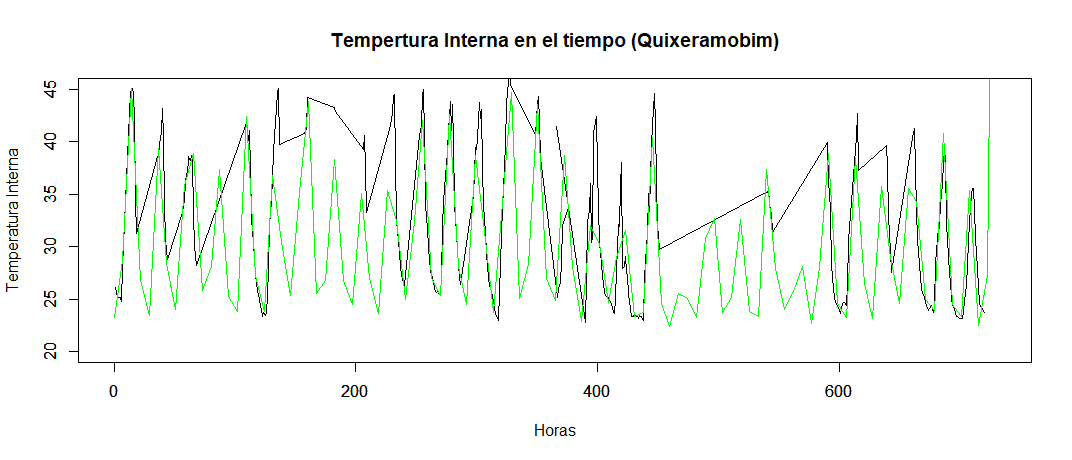 Tempertura Interna en el tiempo (Quixeramobim)
Temperatura Interna
45
40
35
30
25
20
0 200 400 600
Horas